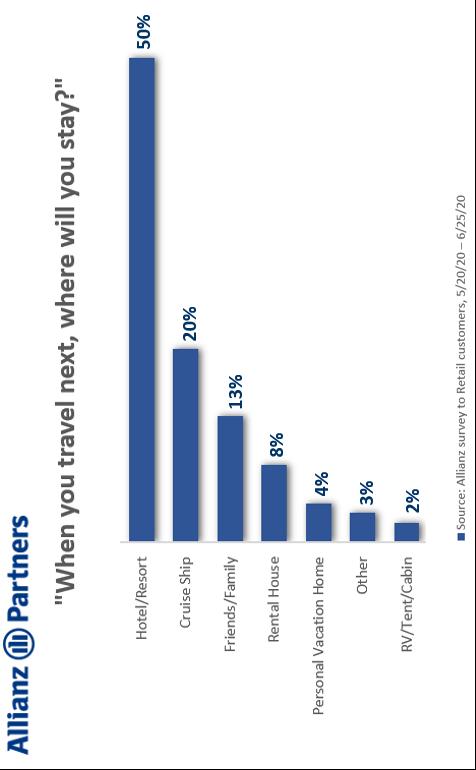 Allianz Partners
"When you travel next, where will you stay?"
Hotel/Resort 50%
Cruise Ship 20%
Friends/Family 13%
Rental House 8%
Personal Vacation Home 4%
Other 3%
RV/Tent/Cabin 2%
Source: Allianz survey to Retail customers, 5/20/20 – 6/25/20